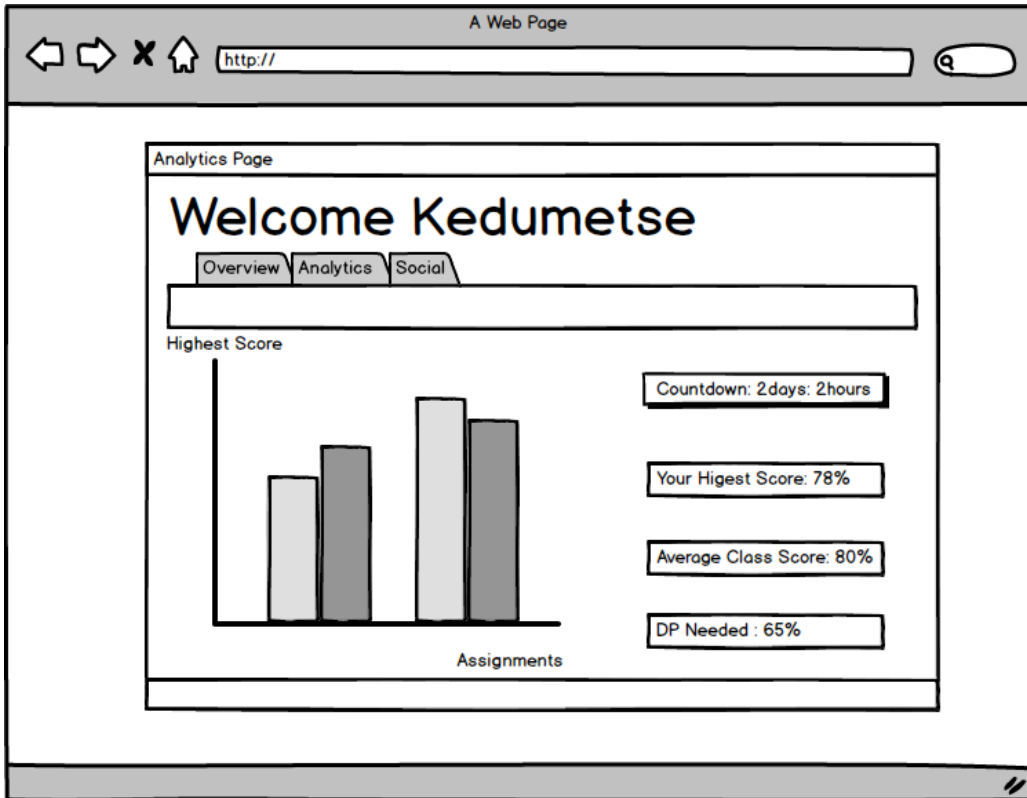 A Web Page
http://
Analytics Page
Welcome Kedumetse
Overview Analytics Social
Highest Score
Countdown: 2days: 2hours
Your Higest Score: 78%
Average Class Score: 80%
DP Needed : 65%
Assignments